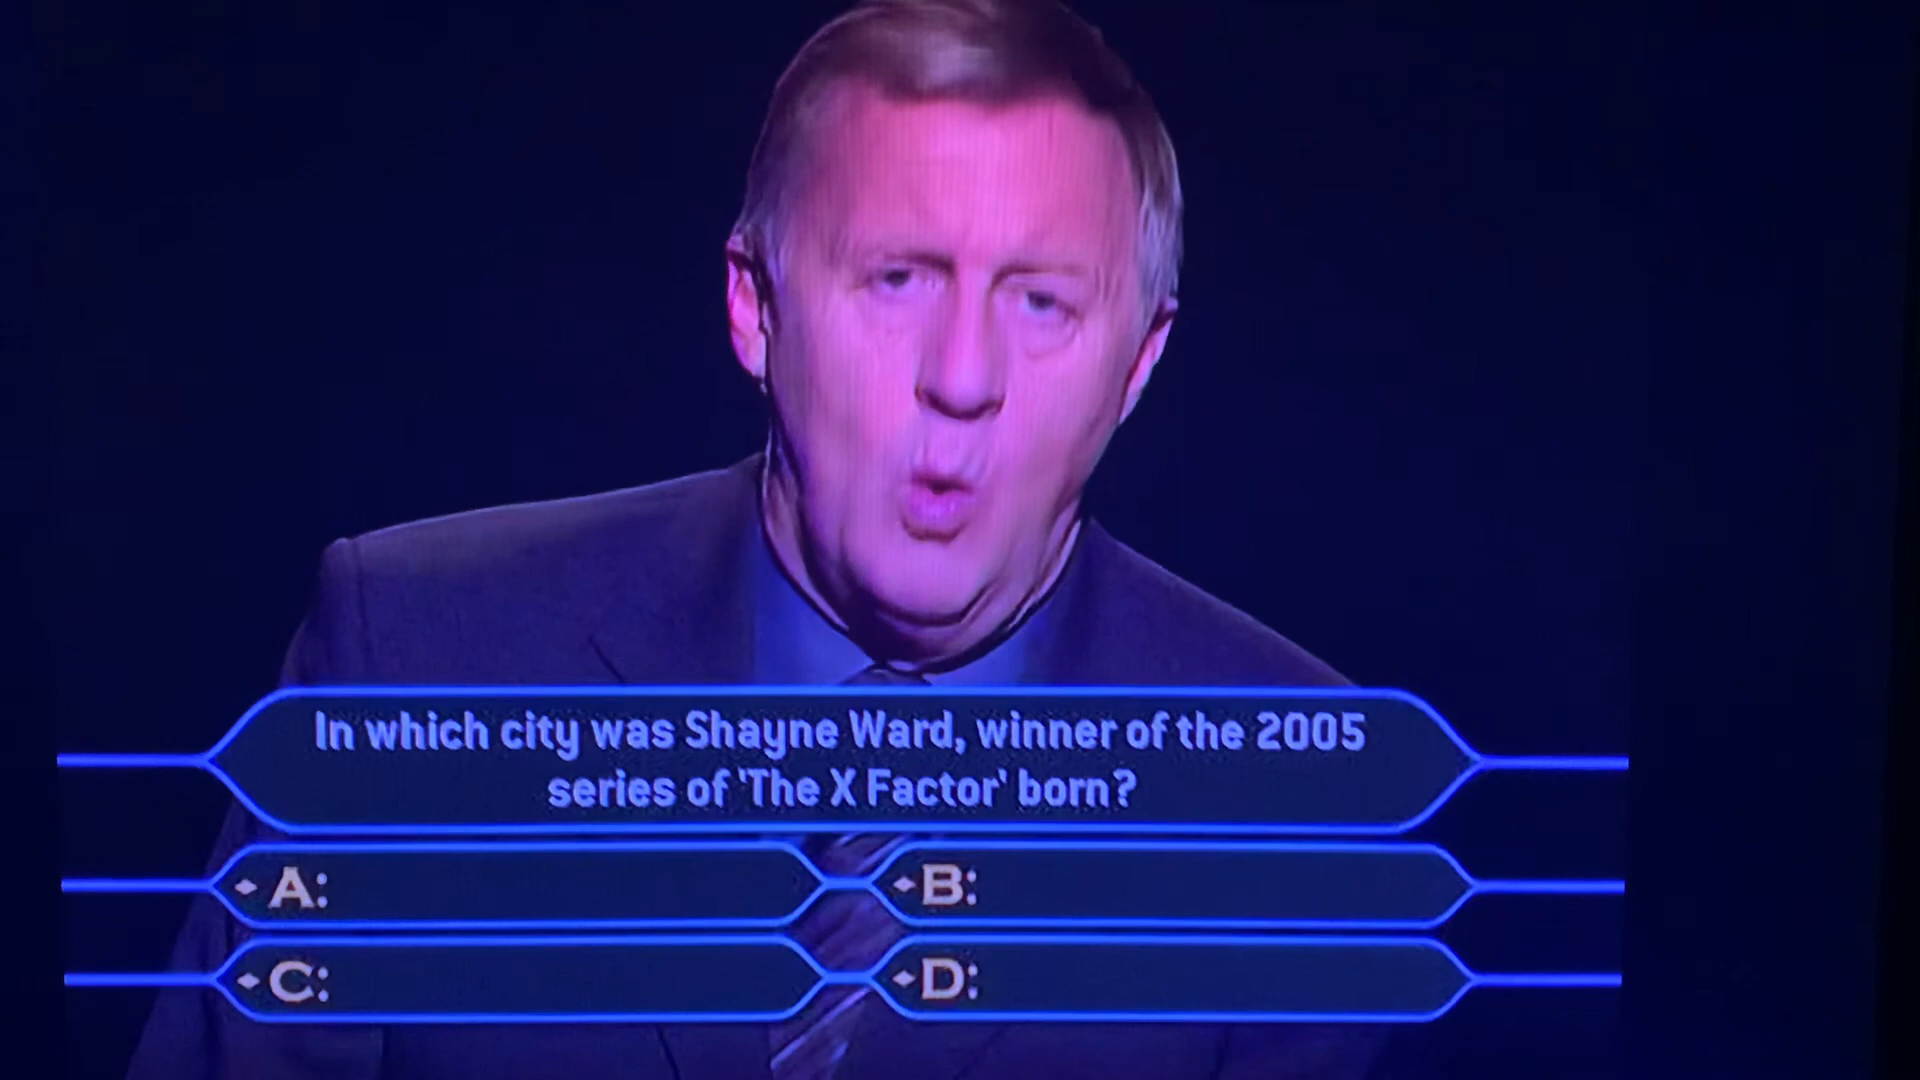 In which city was Shayne Ward, winner of the 2005
series of 'The X Factor' born?
A:
B:
C:
D: